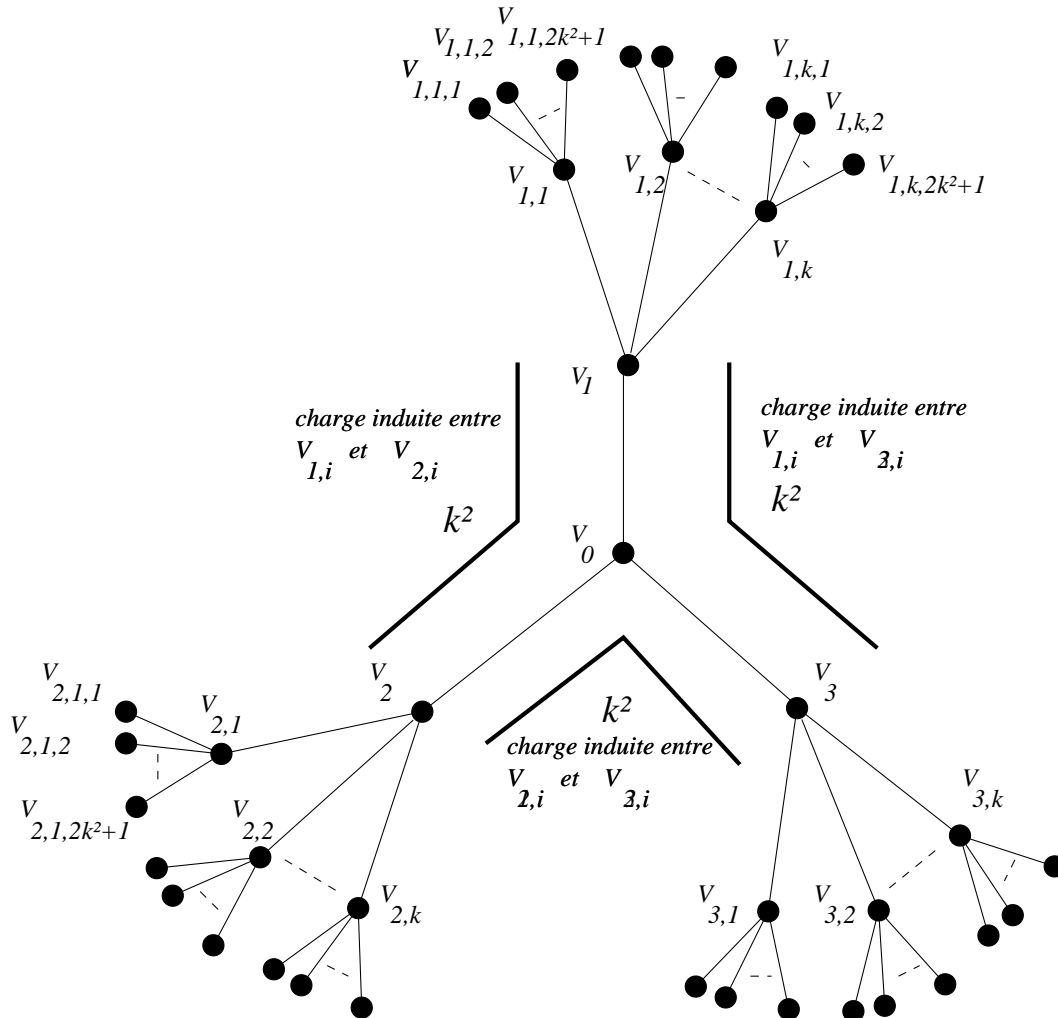 V1,1,2 V1,1,2k²+1
V1,1,1
V1,k,1
V1,k,2
V1,1 V1,2 V1,k,2k²+1
V1,k
V1
charge induite entre
V1,i et V2,i
k²
charge induite entre
V1,i et V3,i
k²
V0
V2
V3
V2,1,1
V2,1
V2,1,2
V2,1,2k²+1
V2,2
V2,k
k²
charge induite entre
V2,i et V3,i
V3,k
V3,1 V3,2